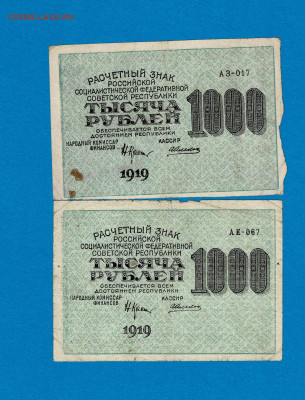 РАСЧЕТНЫЙ ЗНАК
РОССИЙСКОЙ
СОЦИАЛИСТИЧЕСКОЙ ФЕДЕРАТИВНОЙ
СОВЕТСКОЙ РЕСПУБЛИКИ
АЗ-017
ТЫСЯЧА
РУБЛЕЙ
1000
ОБЕСПЕЧИВАЕТСЯ ВСЕМ
ДОСТОЯНИЕМ РЕСПУБЛИКИ
НАРОДНЫЙ КОМИССАР
ФИНАНСОВ
КАССИР
1919
РАСЧЕТНЫЙ ЗНАК
РОССИЙСКОЙ
СОЦИАЛИСТИЧЕСКОЙ ФЕДЕРАТИВНОЙ
СОВЕТСКОЙ РЕСПУБЛИКИ
АЕ-067
ТЫСЯЧА
РУБЛЕЙ
1000
ОБЕСПЕЧИВАЕТСЯ ВСЕМ
ДОСТОЯНИЕМ РЕСПУБЛИКИ
НАРОДНЫЙ КОМИССАР
ФИНАНСОВ
КАССИР
1919